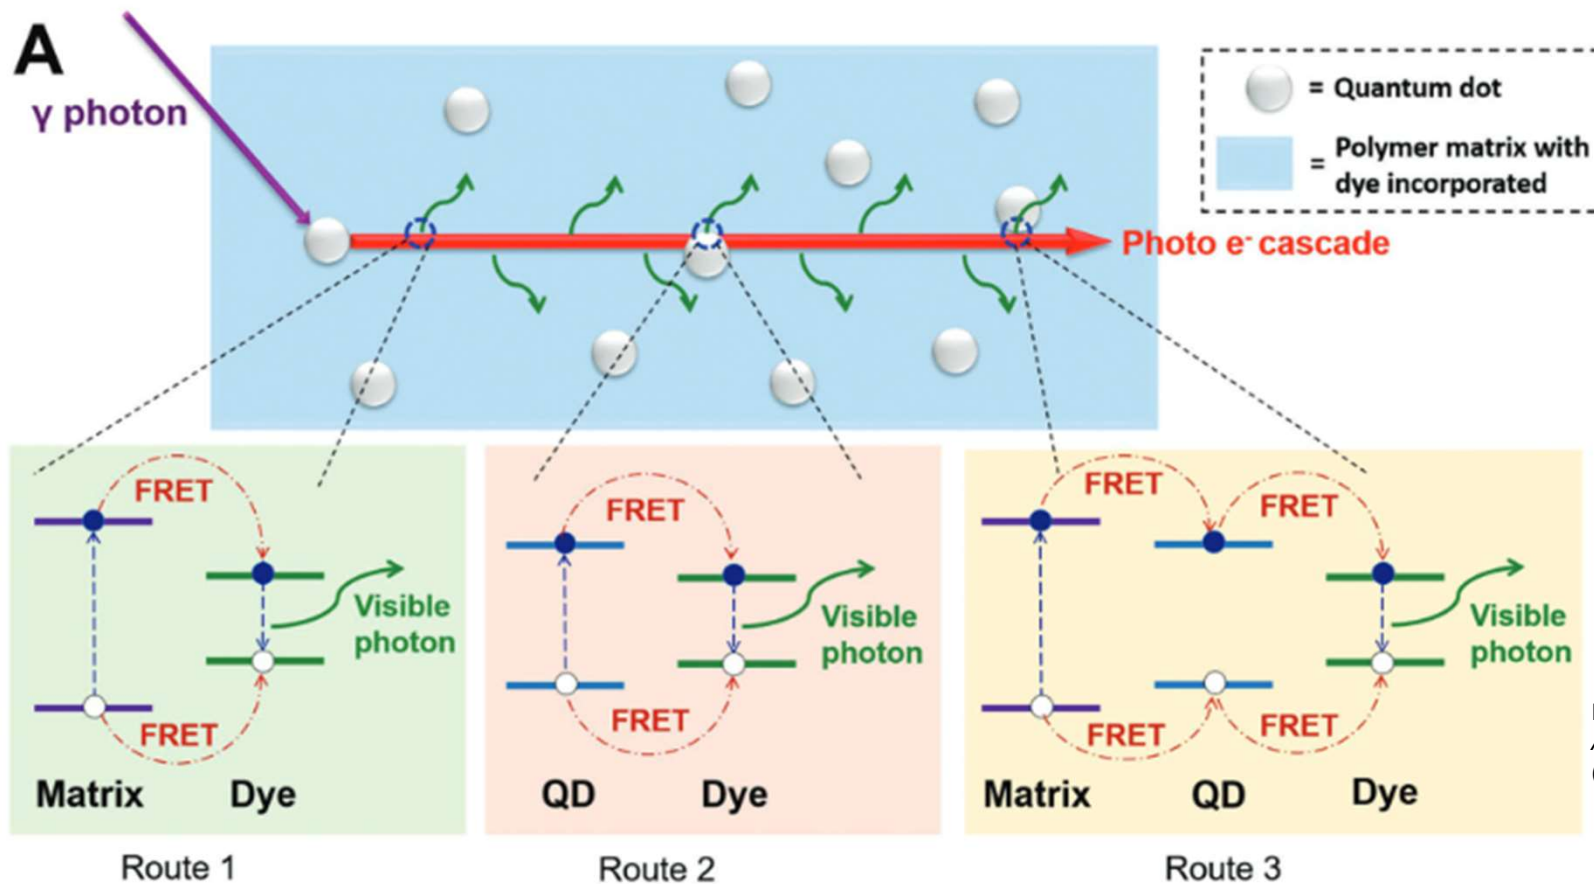 A
γ photon
= Quantum dot
= Polymer matrix with
dye incorporated
Photo e- cascade
FRET
FRET
Visible
photon
Matrix
Dye
Route 1
FRET
FRET
Visible
photon
QD
Dye
Route 2
FRET
FRET
FRET
FRET
Visible
photon
Matrix
QD
Dye
Route 3